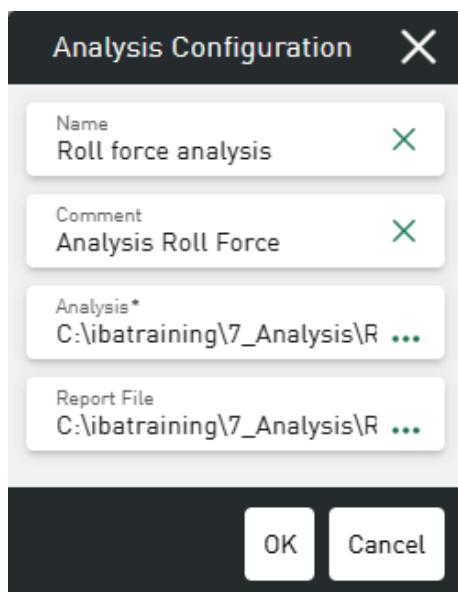 Analysis Configuration
Name
Roll force analysis
Comment
Analysis Roll Force
Analysis*
C:\ibatraining\7_Analysis\R ...
Report File
C:\ibatraining\7_Analysis\R ...
OK Cancel